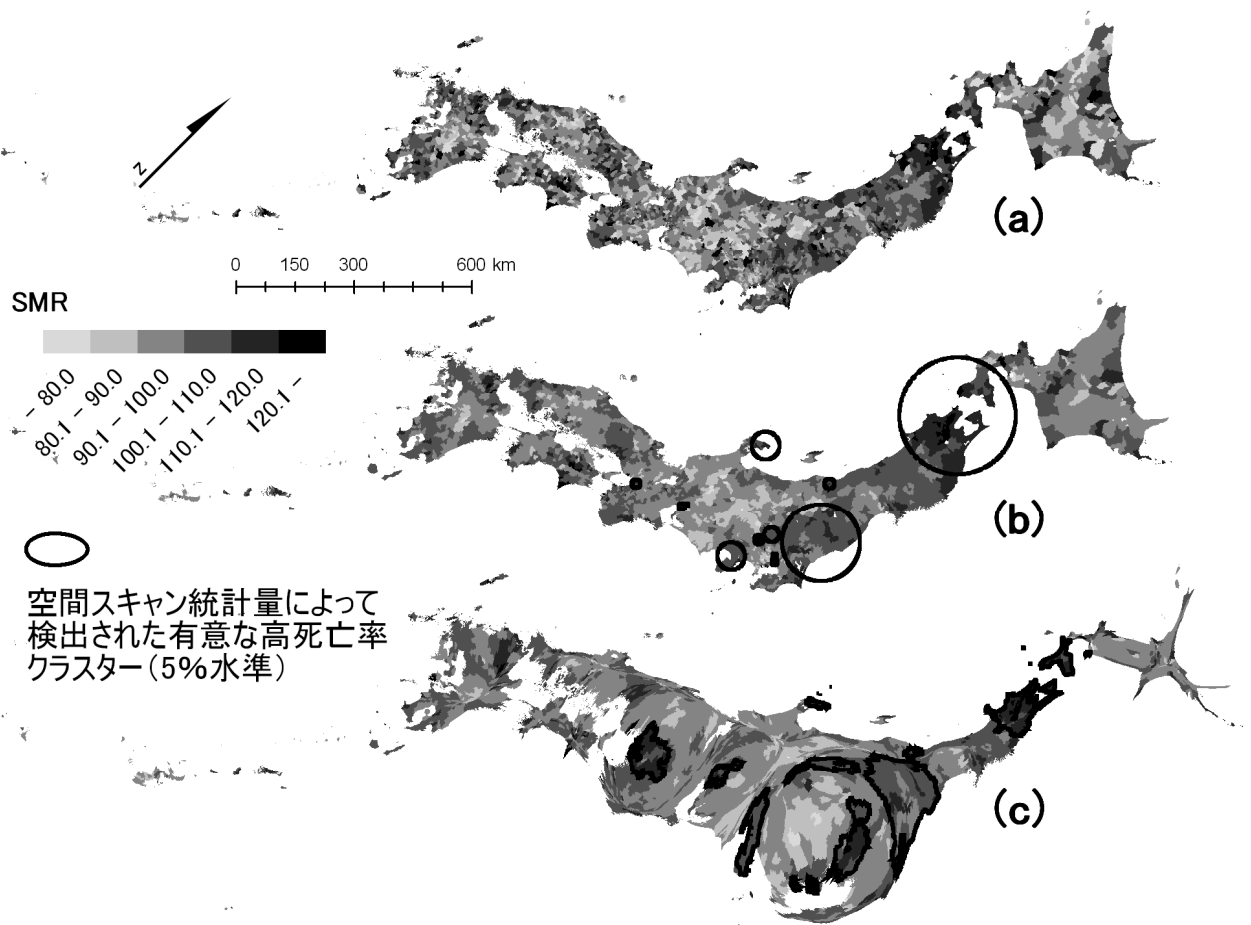 (a)
N
0 150 300 600 km
SMR
- 80.0
80.1 - 90.0
90.1 - 100.0
100.1 - 110.0
110.1 - 120.0
120.1 -
(b)
空間スキャン統計量によって
検出された有意な高死亡率
クラスター(5%水準)
(c)